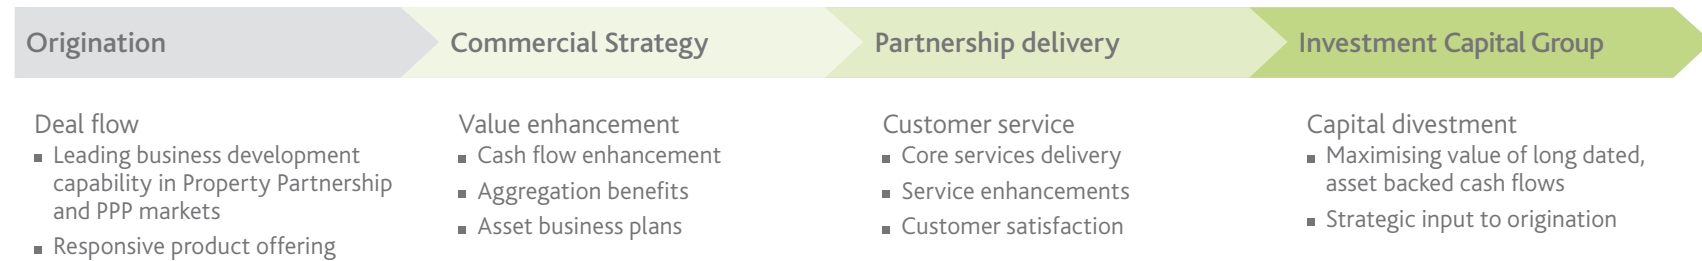 Origination
Commercial Strategy
Partnership delivery
Investment Capital Group
Deal flow
▪ Leading business development
capability in Property Partnership
and PPP markets
▪ Responsive product offering
Value enhancement
▪ Cash flow enhancement
▪ Aggregation benefits
▪ Asset business plans
Customer service
▪ Core services delivery
▪ Service enhancements
▪ Customer satisfaction
Capital divestment
▪ Maximising value of long dated,
asset backed cash flows
▪ Strategic input to origination